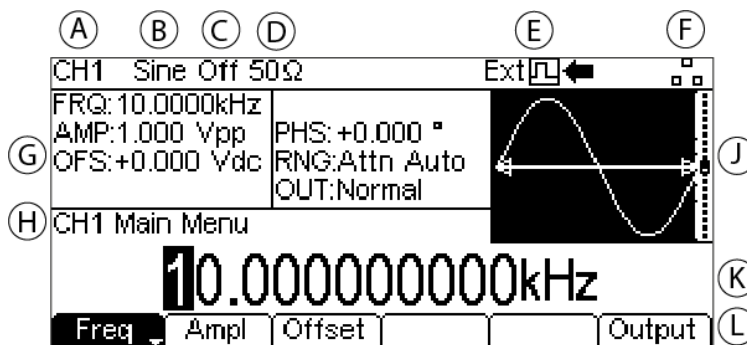 A B C D E F
CH1 Sine Off 50Ω Ext
FRQ:10.0000kHz
AMP:1.000 Vpp
OFS:+0.000 Vdc
PHS:+0.000 °
RNG:Attn Auto
OUT:Normal
G
J
H
CH1 Main Menu
10.000000000kHz
K
Freq Ampl Offset Output
L